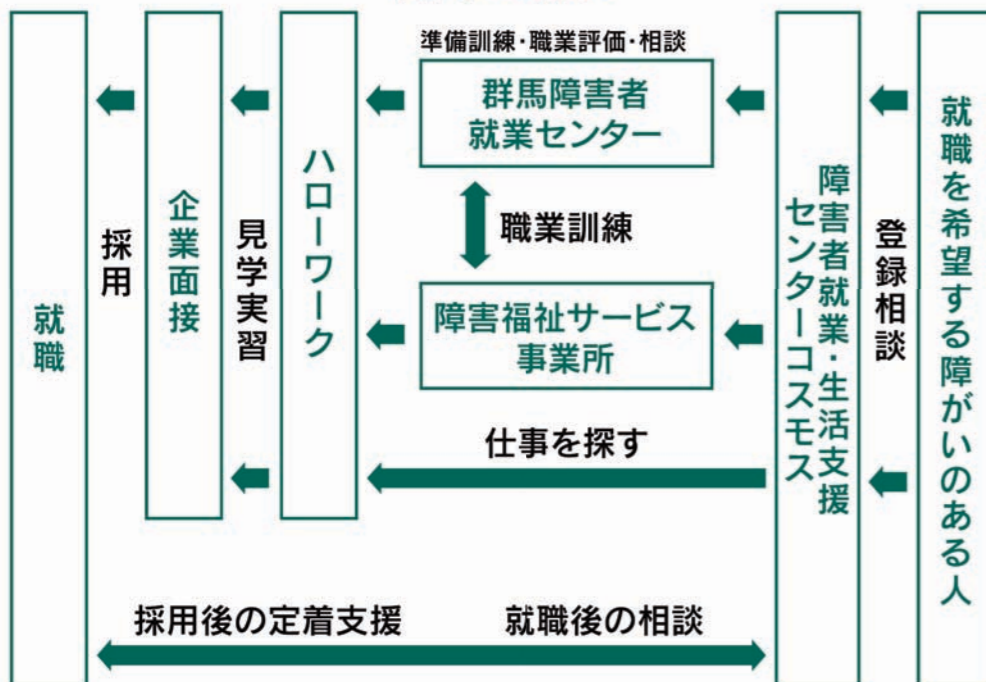 就職を希望する障がいのある人
登録相談
障害者就業・生活支援
センターコスモス
準備訓練・職業評価・相談
群馬障害者
就業センター
職業訓練
障害福祉サービス
事業所
仕事を探す
ハローワーク
見学実習
企業面接
採用
就職
採用後の定着支援
就職後の相談